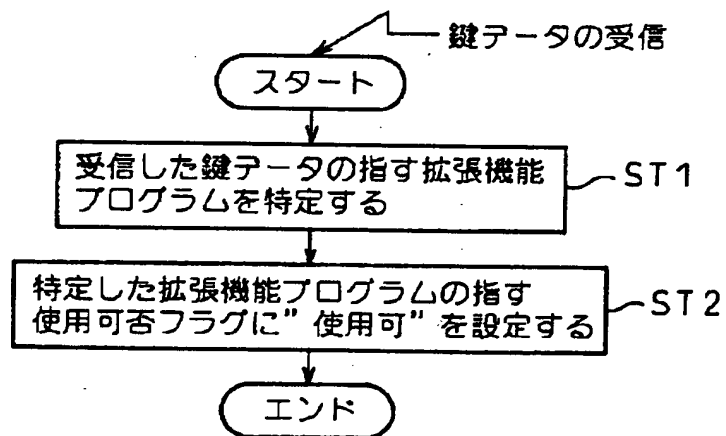 鍵データの受信
スタート
受信した鍵データの指す拡張機能
プログラムを特定する
ST1
特定した拡張機能プログラムの指す
使用可否フラグに”使用可”を設定する
ST2
エンド